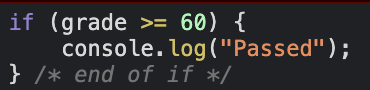 if (grade >= 60) {
    console.log("Passed");
} /* end of if */